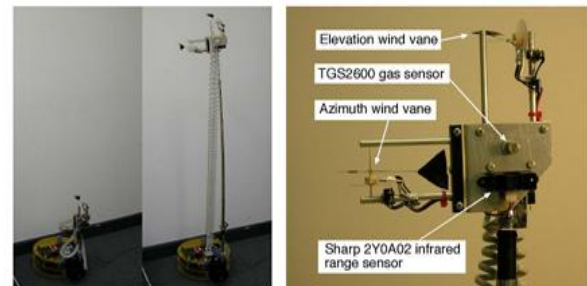 Elevation wind vane
TGS2600 gas sensor
Azimuth wind vane
Sharp 2Y0A02 infrared
range sensor